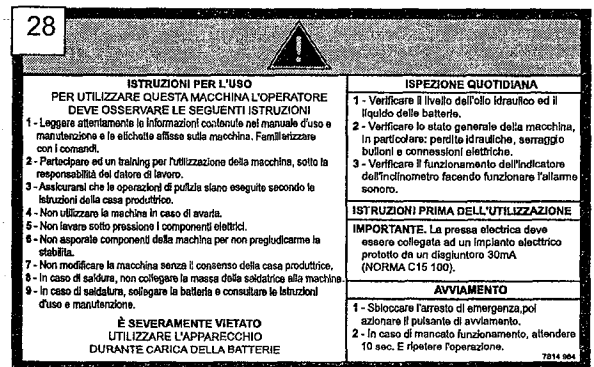 28
ISTRUZIONI PER L'USO
PER UTILIZZARE QUESTA MACCHINA L'OPERATORE
DEVE OSSERVARE LE SEGUENTI ISTRUZIONI
1 - Leggere attentamente le informazioni contenute nel manuale d'uso e
manutenzione e le etichette affisse sulla macchina. Familiarizzare
con i comandi.
2 - Partecipare ad un training per l'utilizzazione della macchina, sotto la
responsabilità del datore di lavoro.
3 - Assicurarsi che le operazioni di pulizia siano eseguite secondo le
istruzioni della casa produttrice.
4 - Non utilizzare la machina in caso di avaria.
5 - Non lavare sotto pressione i componenti elettrici.
6 - Non asporate componenti della machina per non pregiudicarne la
stabilita.
7 - Non modificare la macchina senza il consenso della casa produttrice.
8 - In caso di saldura, non collegare la massa della saldatrice alla machina.
9 - In caso di saldatura, sollegare la batteria e consultare le istruzioni
d'uso e manutenzione.
È SEVERAMENTE VIETATO
UTILIZZARE L'APPARECCHIO
DURANTE CARICA DELLA BATTERIE
ISPEZIONE QUOTIDIANA
1 - Verificare il livello dell'olio idraulico ed il
liquido delle batterie.
2 - Verificare lo stato generale della macchina,
in particolare: perdite idrauliche, serraggio
bulloni e connessioni elettriche.
3 - Verificare il funzionamento dell'indicatore
dell'inclinometro facendo funzionare l'allarme
sonoro.
ISTRUZIONI PRIMA DELL'UTILIZZAZIONE
IMPORTANTE. La pressa electrica deve
essere collegata ad un impianto electtrico
protetto da un disgiuntore 30mA
(NORMA C15 100).
AVVIAMENTO
1 - Sbloccare l'arresto di emergenza,poi
azionare il pulsante di avviamento.
2 - In caso di mancato funzionamento, attendere
10 sec. E ripetere l'operazione.
7814 984